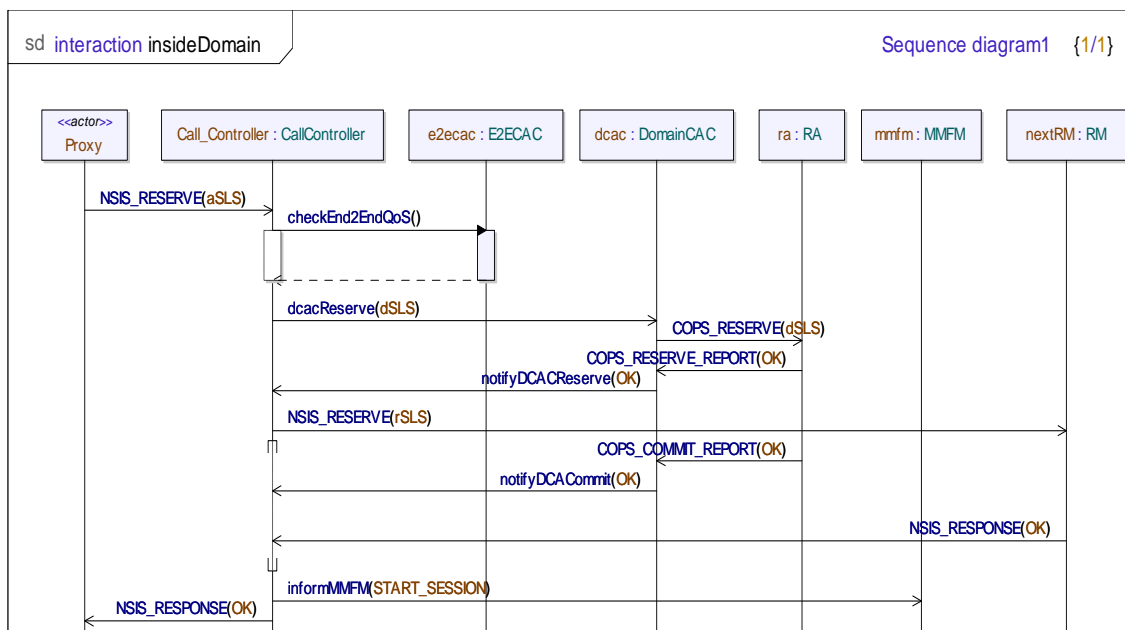 sd interaction insideDomain
Sequence diagram1 {1/1}
<<actor>>
Proxy
Call_Controller : CallController
e2ecac : E2ECAC
dcac : DomainCAC
ra : RA
mmfm : MMFM
nextRM : RM
NSIS_RESERVE(aSLS)
checkEnd2EndQoS()
dcacReserve(dSLS)
COPS_RESERVE(dSLS)
COPS_RESERVE_REPORT(OK)
notifyDCACReserve(OK)
NSIS_RESERVE(rSLS)
COPS_COMMIT_REPORT(OK)
notifyDCACommit(OK)
NSIS_RESPONSE(OK)
informMMFM(START_SESSION)
NSIS_RESPONSE(OK)